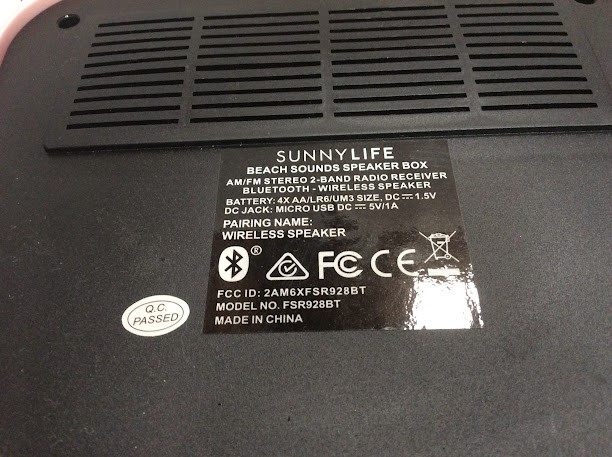 SUNNYLIFE
BEACH SOUNDS SPEAKER BOX
AM/FM STEREO 2-BAND RADIO RECEIVER
BLUETOOTH - WIRELESS SPEAKER
BATTERY: 4X AA/LR6/UM3 SIZE, DC ⎓ 1.5V
DC JACK: MICRO USB DC ⎓ 5V/1A
PAIRING NAME:
WIRELESS SPEAKER
® FC CE
FCC ID: 2AM6XFSR928BT
MODEL NO. FSR928BT
MADE IN CHINA
Q.C.
PASSED